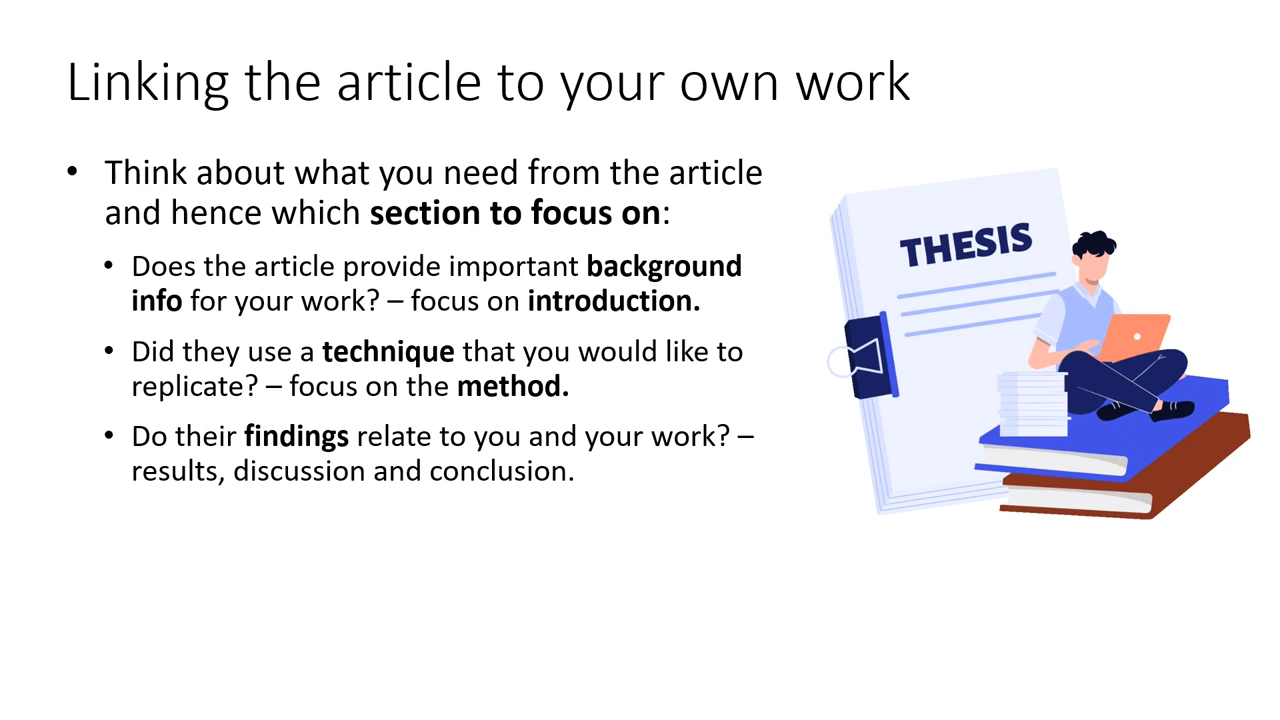 Linking the article to your own work
• Think about what you need from the article
and hence which section to focus on:
• Does the article provide important background
info for your work? – focus on introduction.
• Did they use a technique that you would like to
replicate? – focus on the method.
• Do their findings relate to you and your work? –
results, discussion and conclusion.
THESIS